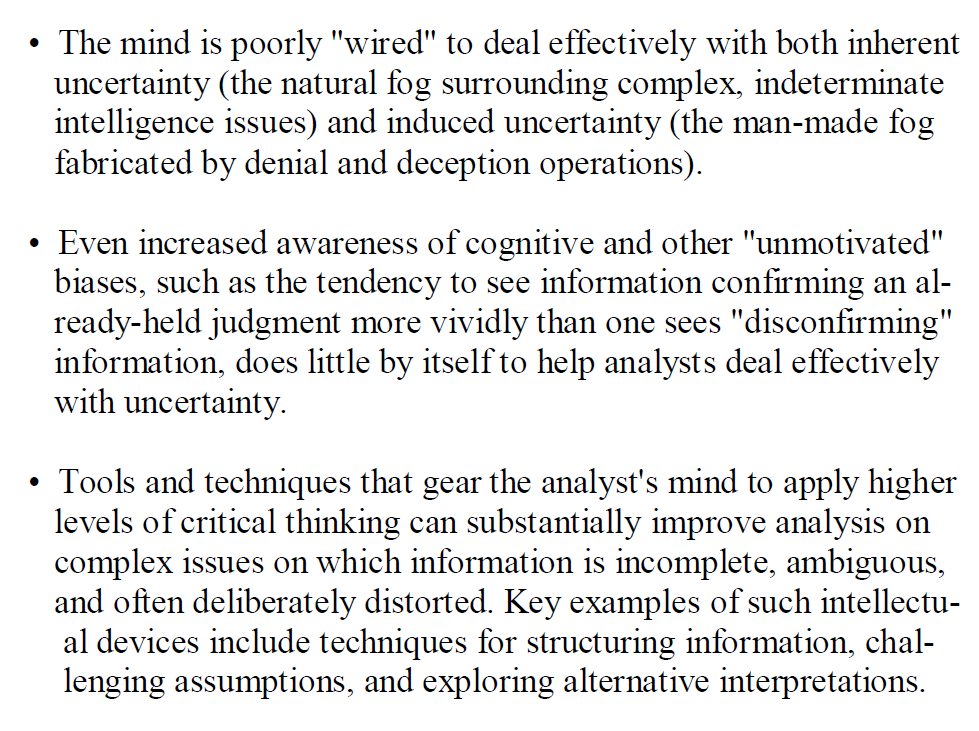 • The mind is poorly "wired" to deal effectively with both inherent
uncertainty (the natural fog surrounding complex, indeterminate
intelligence issues) and induced uncertainty (the man-made fog
fabricated by denial and deception operations).
• Even increased awareness of cognitive and other "unmotivated"
biases, such as the tendency to see information confirming an al-
ready-held judgment more vividly than one sees "disconfirming"
information, does little by itself to help analysts deal effectively
with uncertainty.
• Tools and techniques that gear the analyst's mind to apply higher
levels of critical thinking can substantially improve analysis on
complex issues on which information is incomplete, ambiguous,
and often deliberately distorted. Key examples of such intellectu-
al devices include techniques for structuring information, chal-
lenging assumptions, and exploring alternative interpretations.